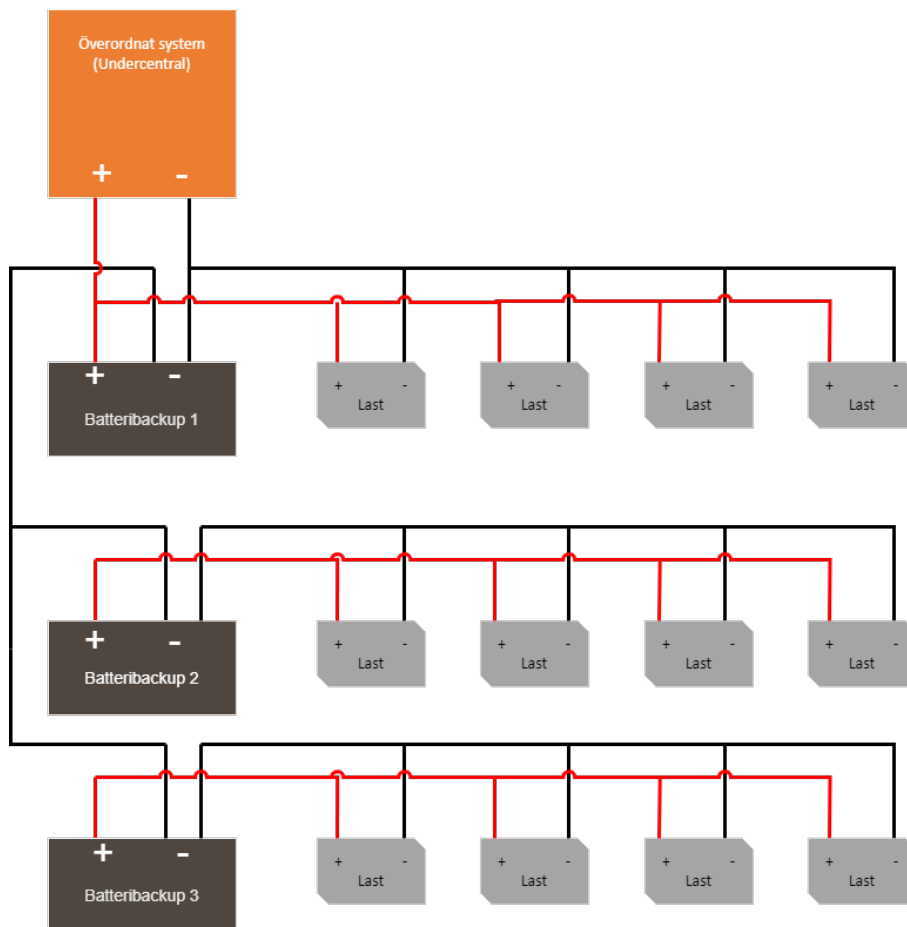 Överordnat system
(Undercentral)
+ -
+ -
Batteribackup 1
+ -
Last
+ -
Last
+ -
Last
+ -
Last
+ -
Batteribackup 2
+ -
Last
+ -
Last
+ -
Last
+ -
Last
+ -
Batteribackup 3
+ -
Last
+ -
Last
+ -
Last
+ -
Last